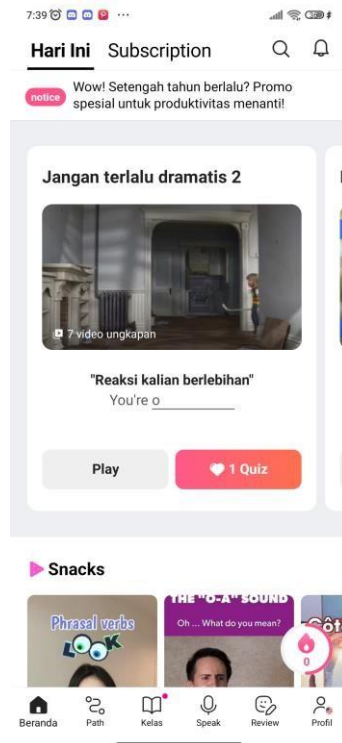 7:39
Hari Ini Subscription
notice
Wow! Setengah tahun berlalu? Promo
spesial untuk produktivitas menanti!
Jangan terlalu dramatis 2
7 video ungkapan
"Reaksi kalian berlebihan"
You're o
Play
1 Quiz
Snacks
Phrasal verbs
LOOK
THE "O-A" SOUND
Oh ... What do you mean?
0
Beranda Path Kelas Speak Review Profil